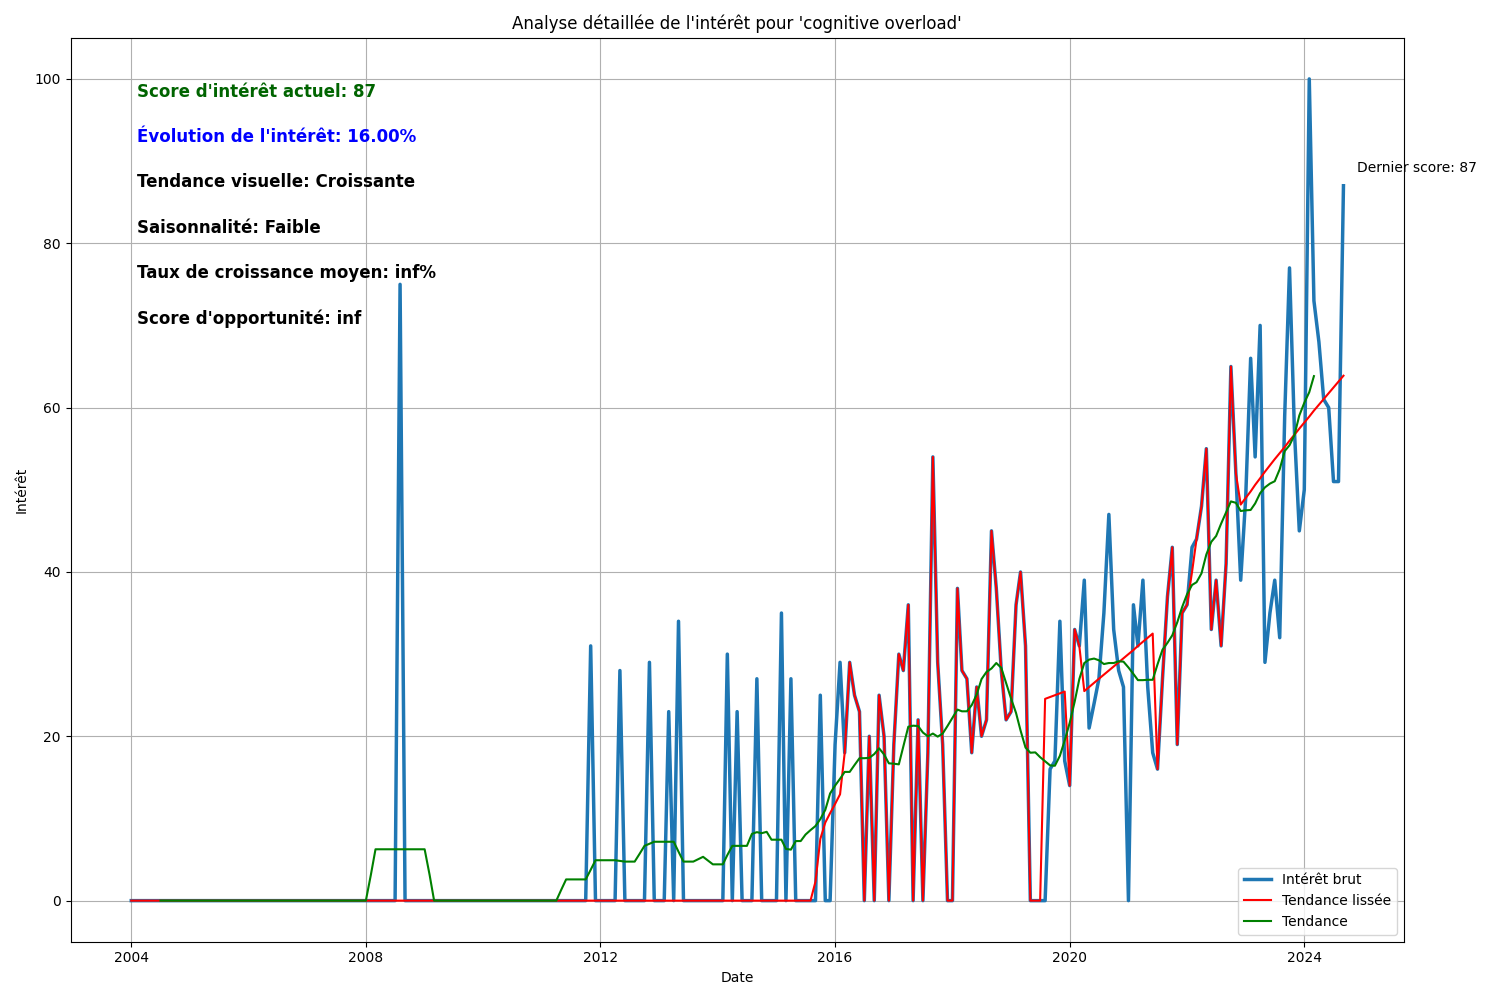 Analyse détaillée de l'intérêt pour 'cognitive overload'
100
80
60
40
20
0
Intérêt
Score d'intérêt actuel: 87
Évolution de l'intérêt: 16.00%
Tendance visuelle: Croissante
Saisonnalité: Faible
Taux de croissance moyen: inf%
Score d'opportunité: inf
Dernier score: 87
Intérêt brut
Tendance lissée
Tendance
2004 2008 2012 2016 2020 2024
Date